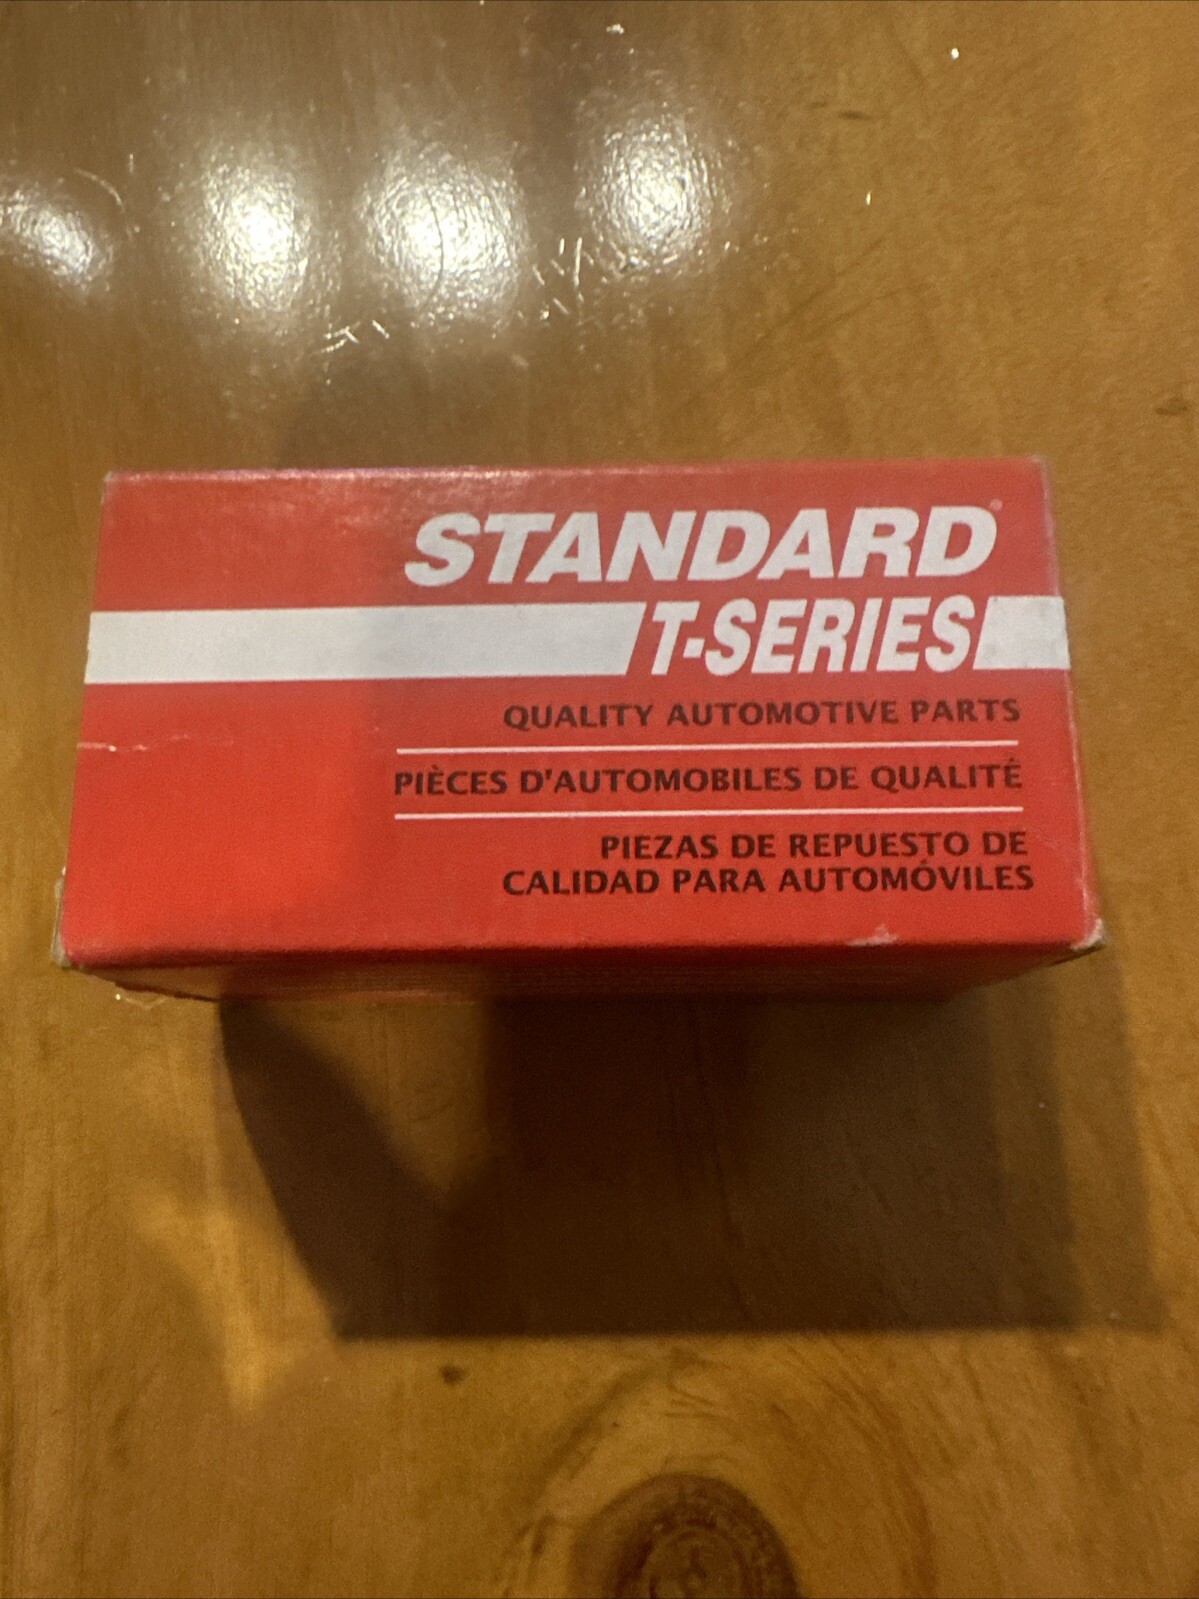 STANDARD®
T-SERIES
QUALITY AUTOMOTIVE PARTS
PIÈCES D'AUTOMOBILES DE QUALITÉ
PIEZAS DE REPUESTO DE
CALIDAD PARA AUTOMÓVILES